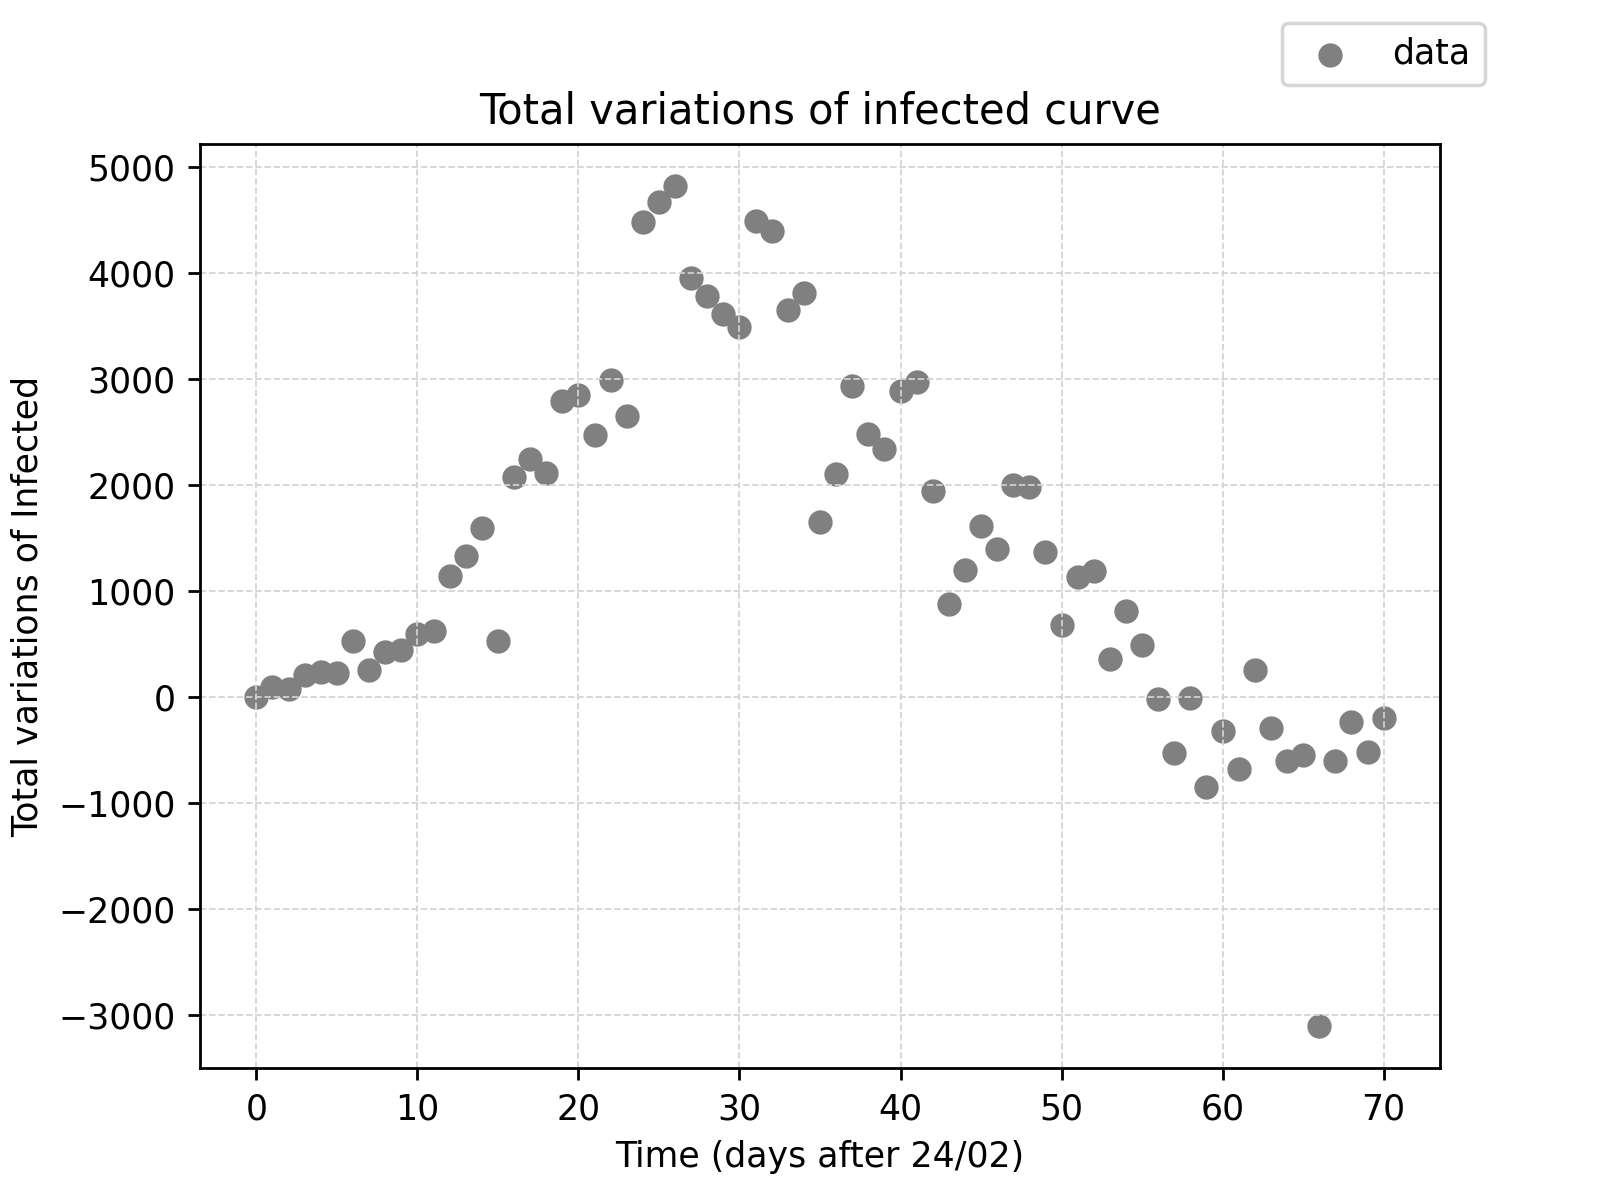 data
Total variations of infected curve
5000
4000
3000
2000
1000
0
−1000
−2000
−3000
Total variations of Infected
0 10 20 30 40 50 60 70
Time (days after 24/02)